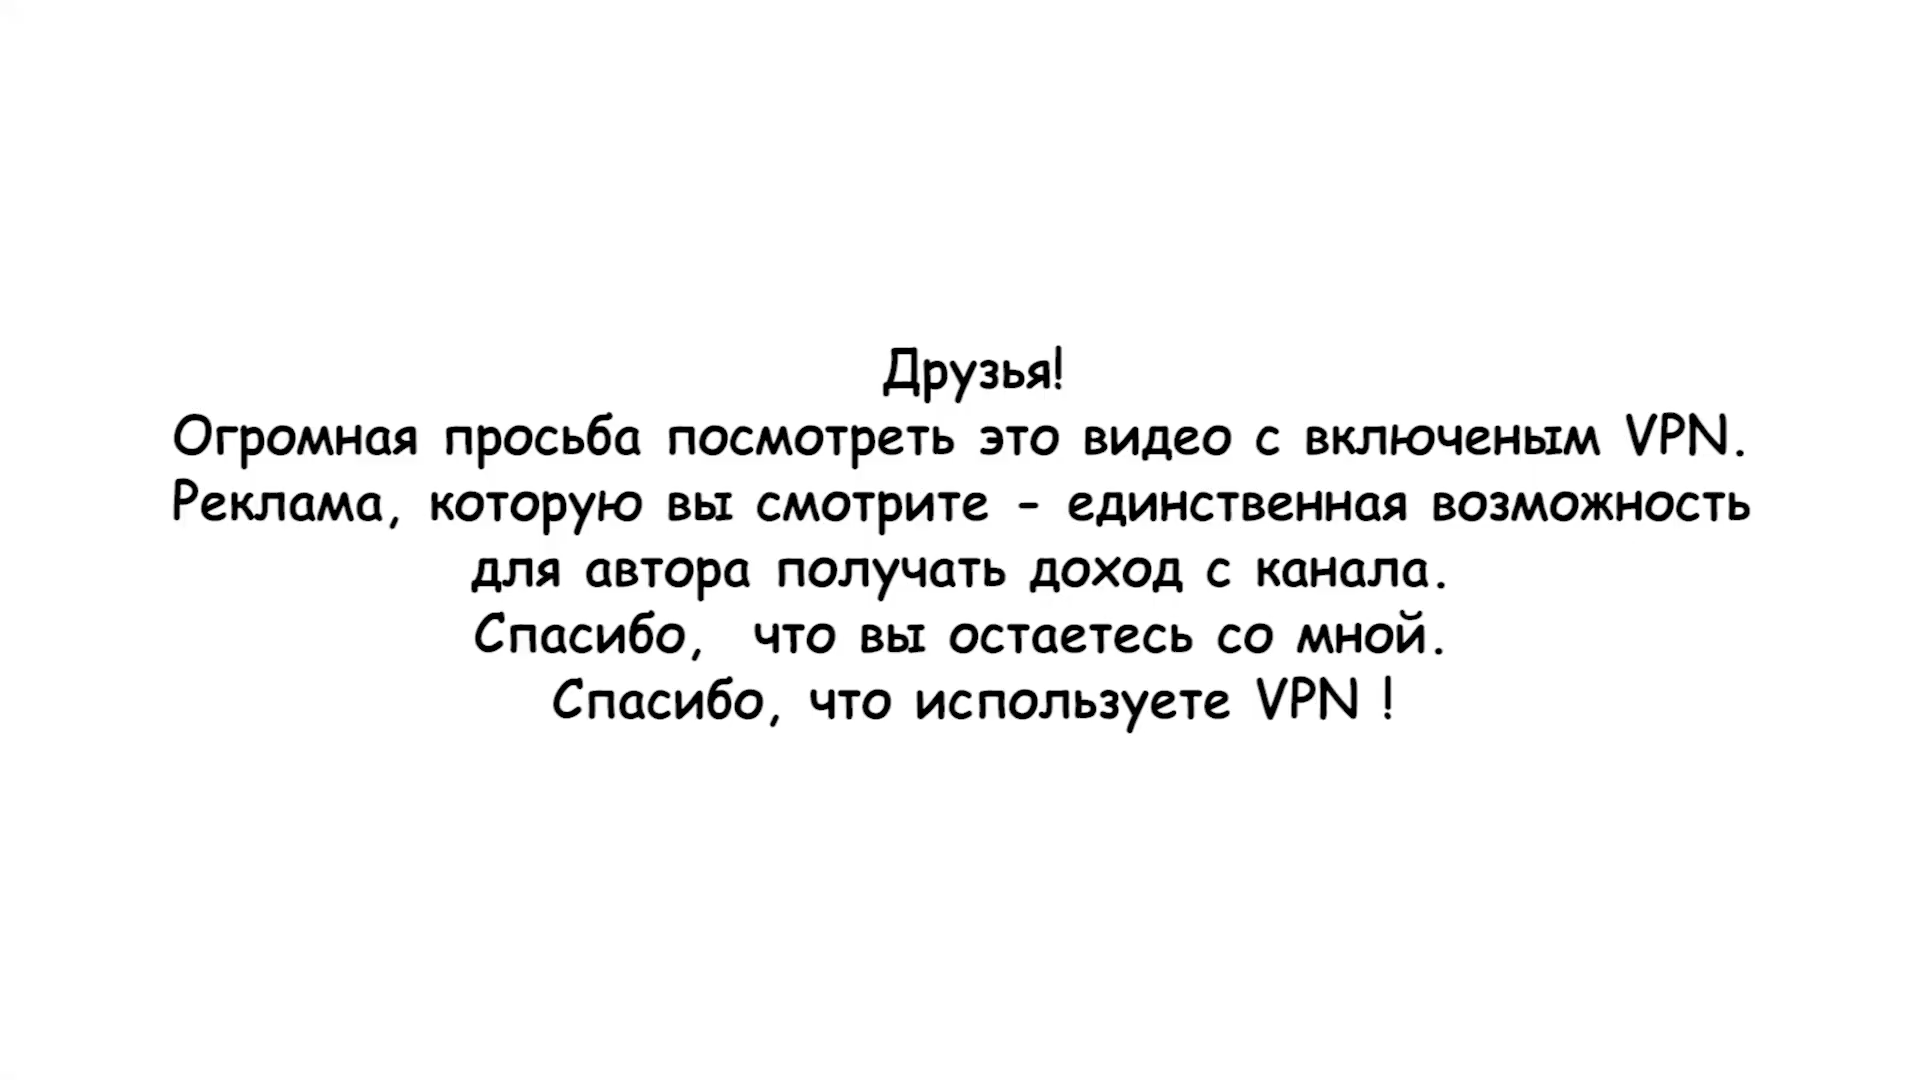 Друзья!
Огромная просьба посмотреть это видео с включеным VPN.
Реклама, которую вы смотрите - единственная возможность
для автора получать доход с канала.
Спасибо,  что вы остаетесь со мной.
Спасибо, что используете VPN !